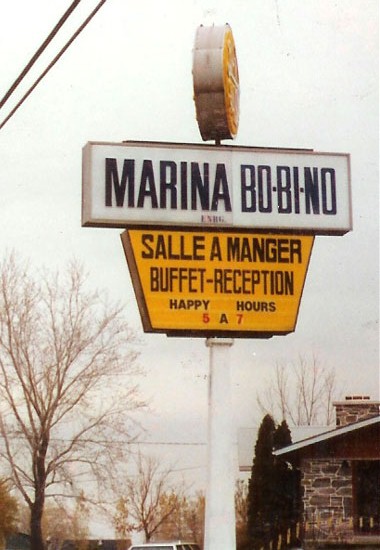 MARINA BO-BI-NO
ENRG.
SALLE A MANGER
BUFFET-RECEPTION
HAPPY HOURS
5 A 7